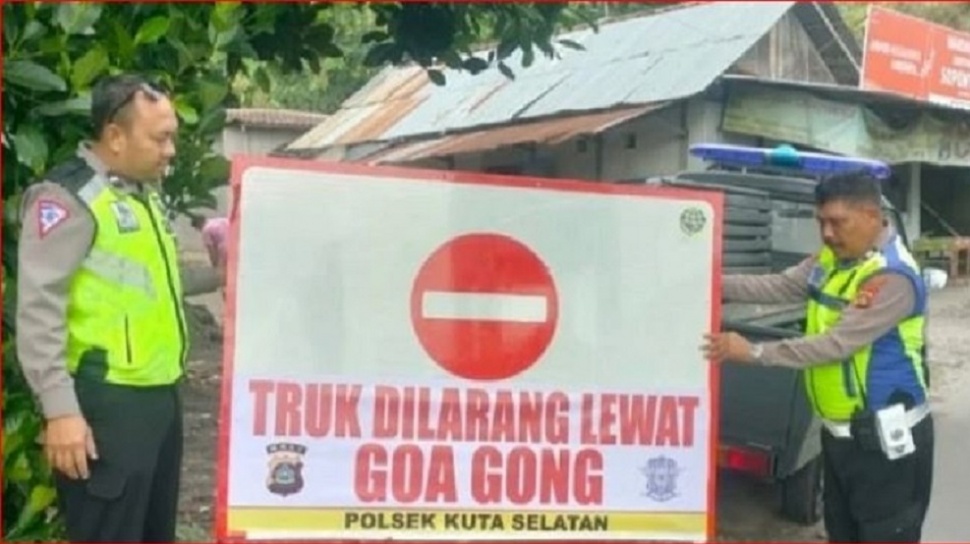 TRUK DILARANG LEWAT
GOA GONG
POLSEK KUTA SELATAN